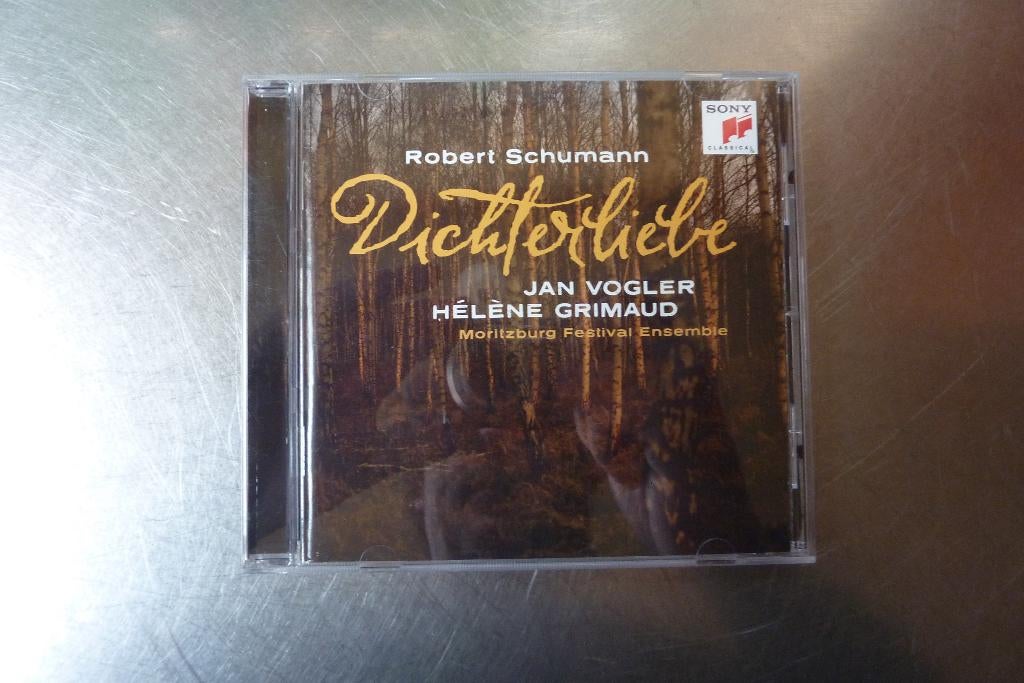 SONY
CLASSICAL
Robert Schumann
Dichterliebe
JAN VOGLER
HÉLÈNE GRIMAUD
Moritzburg Festival Ensemble